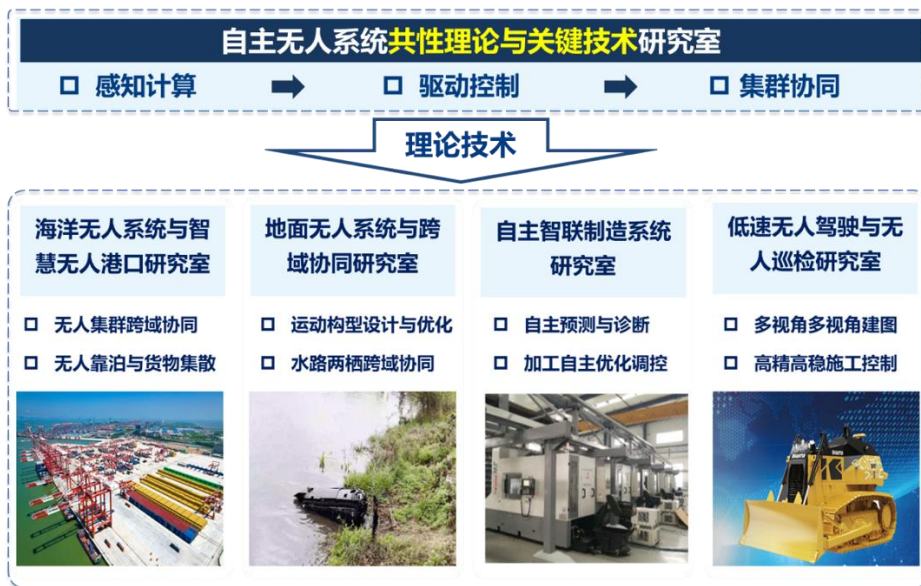 自主无人系统共性理论与关键技术研究室
□ 感知计算 ➡ □ 驱动控制 ➡ □ 集群协同
理论技术
海洋无人系统与智
慧无人港口研究室
□ 无人集群跨域协同
□ 无人靠泊与货物集散
地面无人系统与跨
域协同研究室
□ 运动构型设计与优化
□ 水路两栖跨域协同
自主智联制造系统
研究室
□ 自主预测与诊断
□ 加工自主优化调控
低速无人驾驶与无
人巡检研究室
□ 多视角多视角建图
□ 高精高稳施工控制